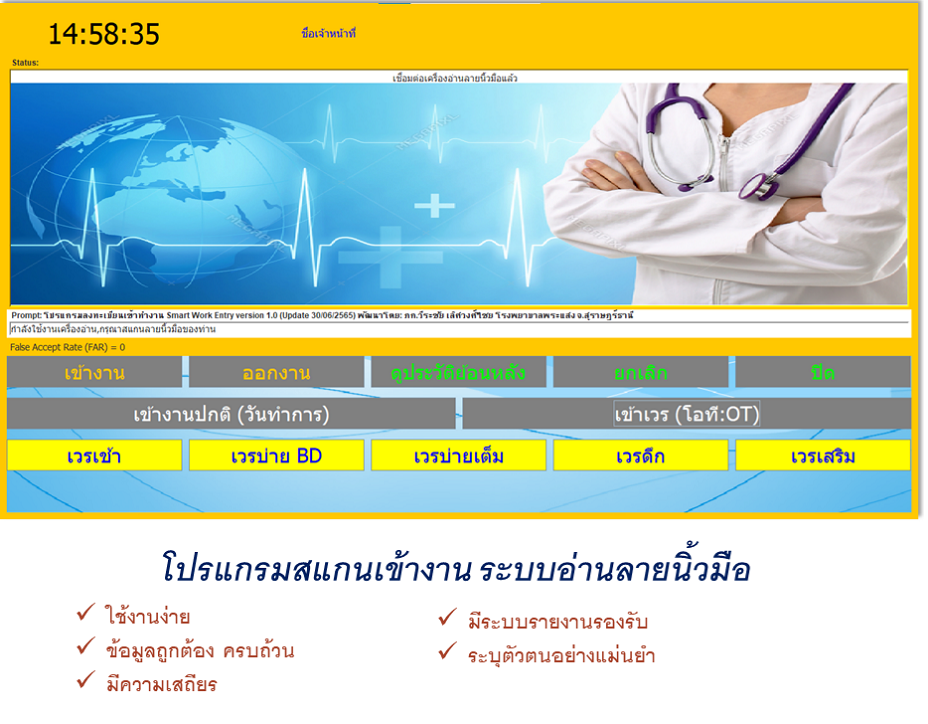 14:58:35
ชื่อเจ้าหน้าที่
Status:
เชื่อมต่อเครื่องอ่านลายนิ้วมือแล้ว
Prompt: โปรแกรมลงทะเบียนเข้าทำงาน Smart Work Entry version 1.0 (Update 30/06/2565) พัฒนาโดย: ภก.วีระชัย เลิศวงศ์ไชย โรงพยาบาลพระแสง จ.สุราษฎร์ธานี
กำลังใช้งานเครื่องอ่าน,กรุณาสแกนลายนิ้วมือของท่าน
False Accept Rate (FAR) = 0
เข้างาน ออกงาน ดูประวัติย้อนหลัง ยกเลิก ปิด
เข้างานปกติ (วันทำการ) เข้าเวร (โอที:OT)
เวรเช้า เวรบ่าย BD เวรบ่ายเต็ม เวรดึก เวรเสริม
โปรแกรมสแกนเข้างาน ระบบอ่านลายนิ้วมือ
✓ ใช้งานง่าย
✓ ข้อมูลถูกต้อง ครบถ้วน
✓ มีความเสถียร
✓ มีระบบรายงานรองรับ
✓ ระบุตัวตนอย่างแม่นยำ